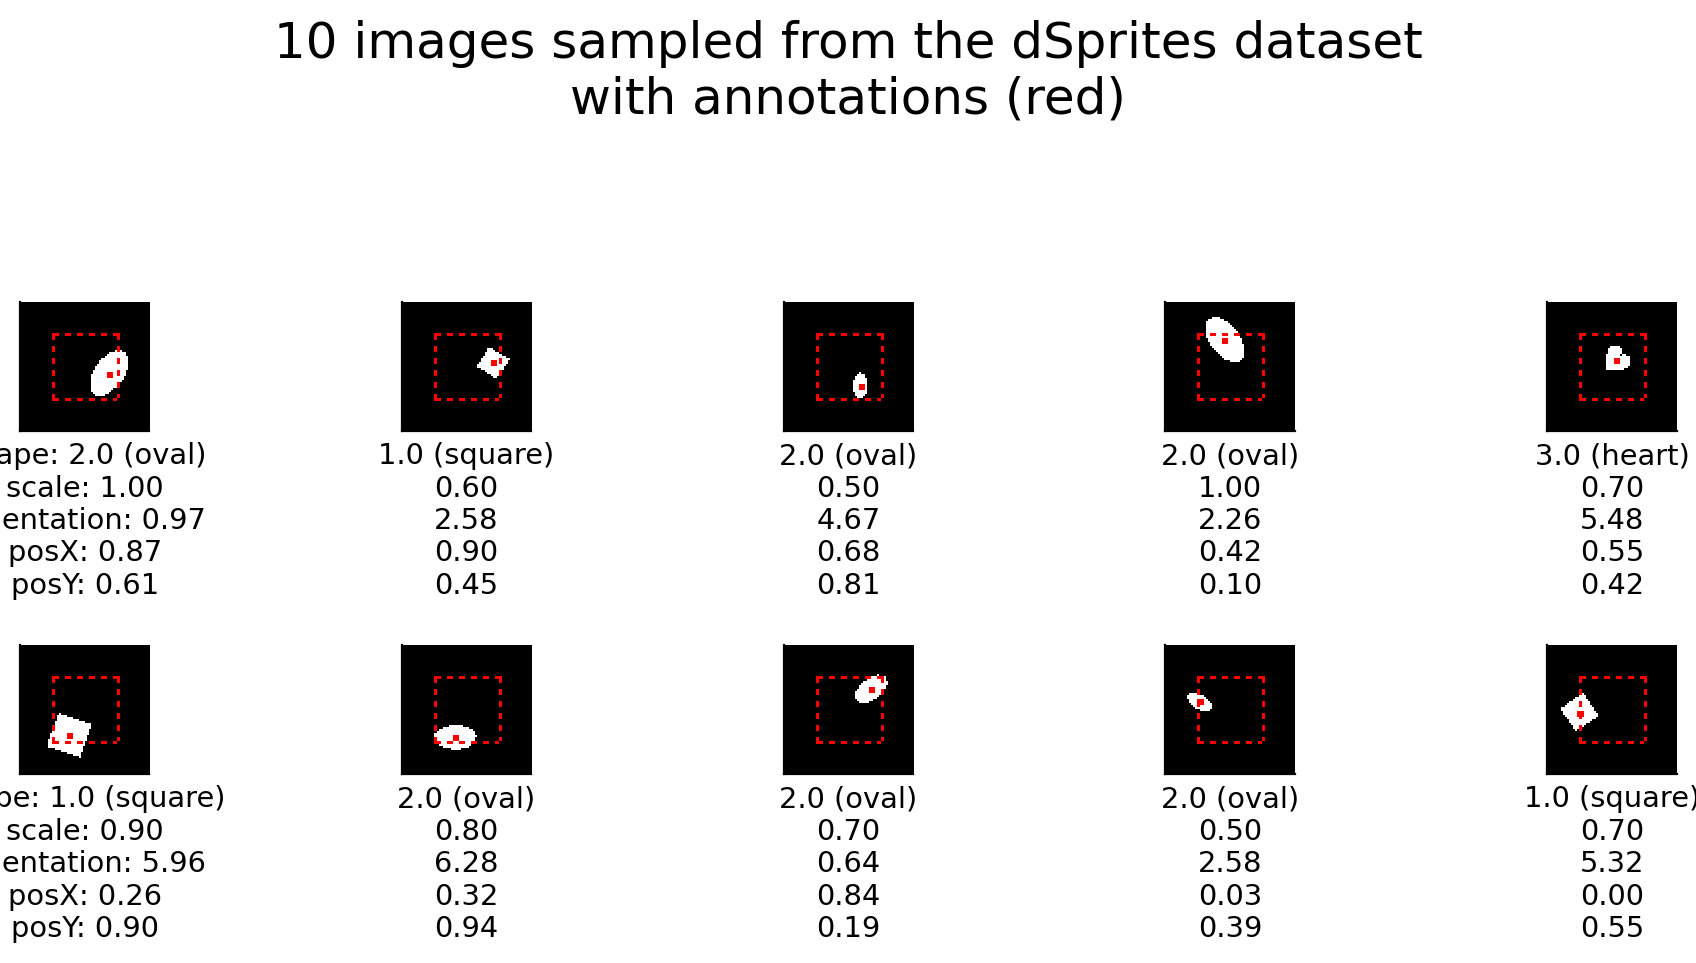 10 images sampled from the dSprites dataset
with annotations (red)
ape: 2.0 (oval)
scale: 1.00
entation: 0.97
posX: 0.87
posY: 0.61
1.0 (square)
0.60
2.58
0.90
0.45
2.0 (oval)
0.50
4.67
0.68
0.81
2.0 (oval)
1.00
2.26
0.42
0.10
3.0 (heart)
0.70
5.48
0.55
0.42
pe: 1.0 (square)
scale: 0.90
entation: 5.96
posX: 0.26
posY: 0.90
2.0 (oval)
0.80
6.28
0.32
0.94
2.0 (oval)
0.70
0.64
0.84
0.19
2.0 (oval)
0.50
2.58
0.03
0.39
1.0 (square)
0.70
5.32
0.00
0.55